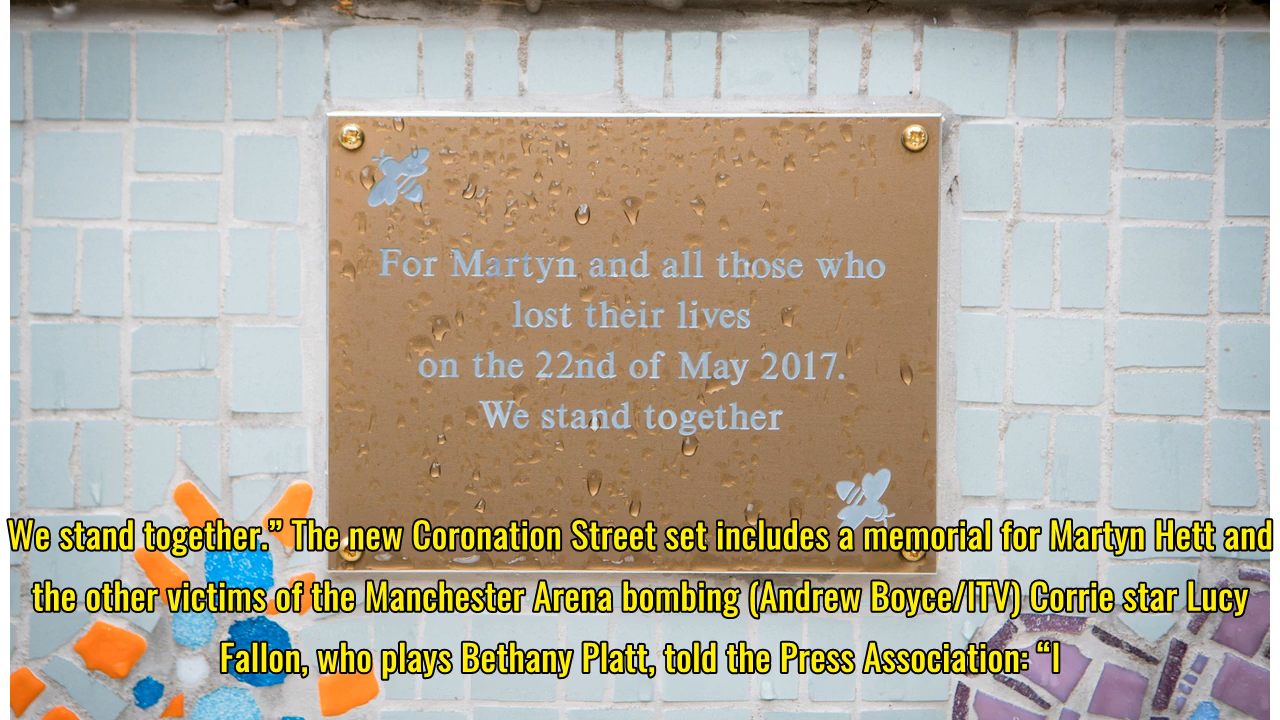 For Martyn and all those who
lost their lives
on the 22nd of May 2017.
We stand together
We stand together.” The new Coronation Street set includes a memorial for Martyn Hett and
the other victims of the Manchester Arena bombing (Andrew Boyce/ITV) Corrie star Lucy
Fallon, who plays Bethany Platt, told the Press Association: “I